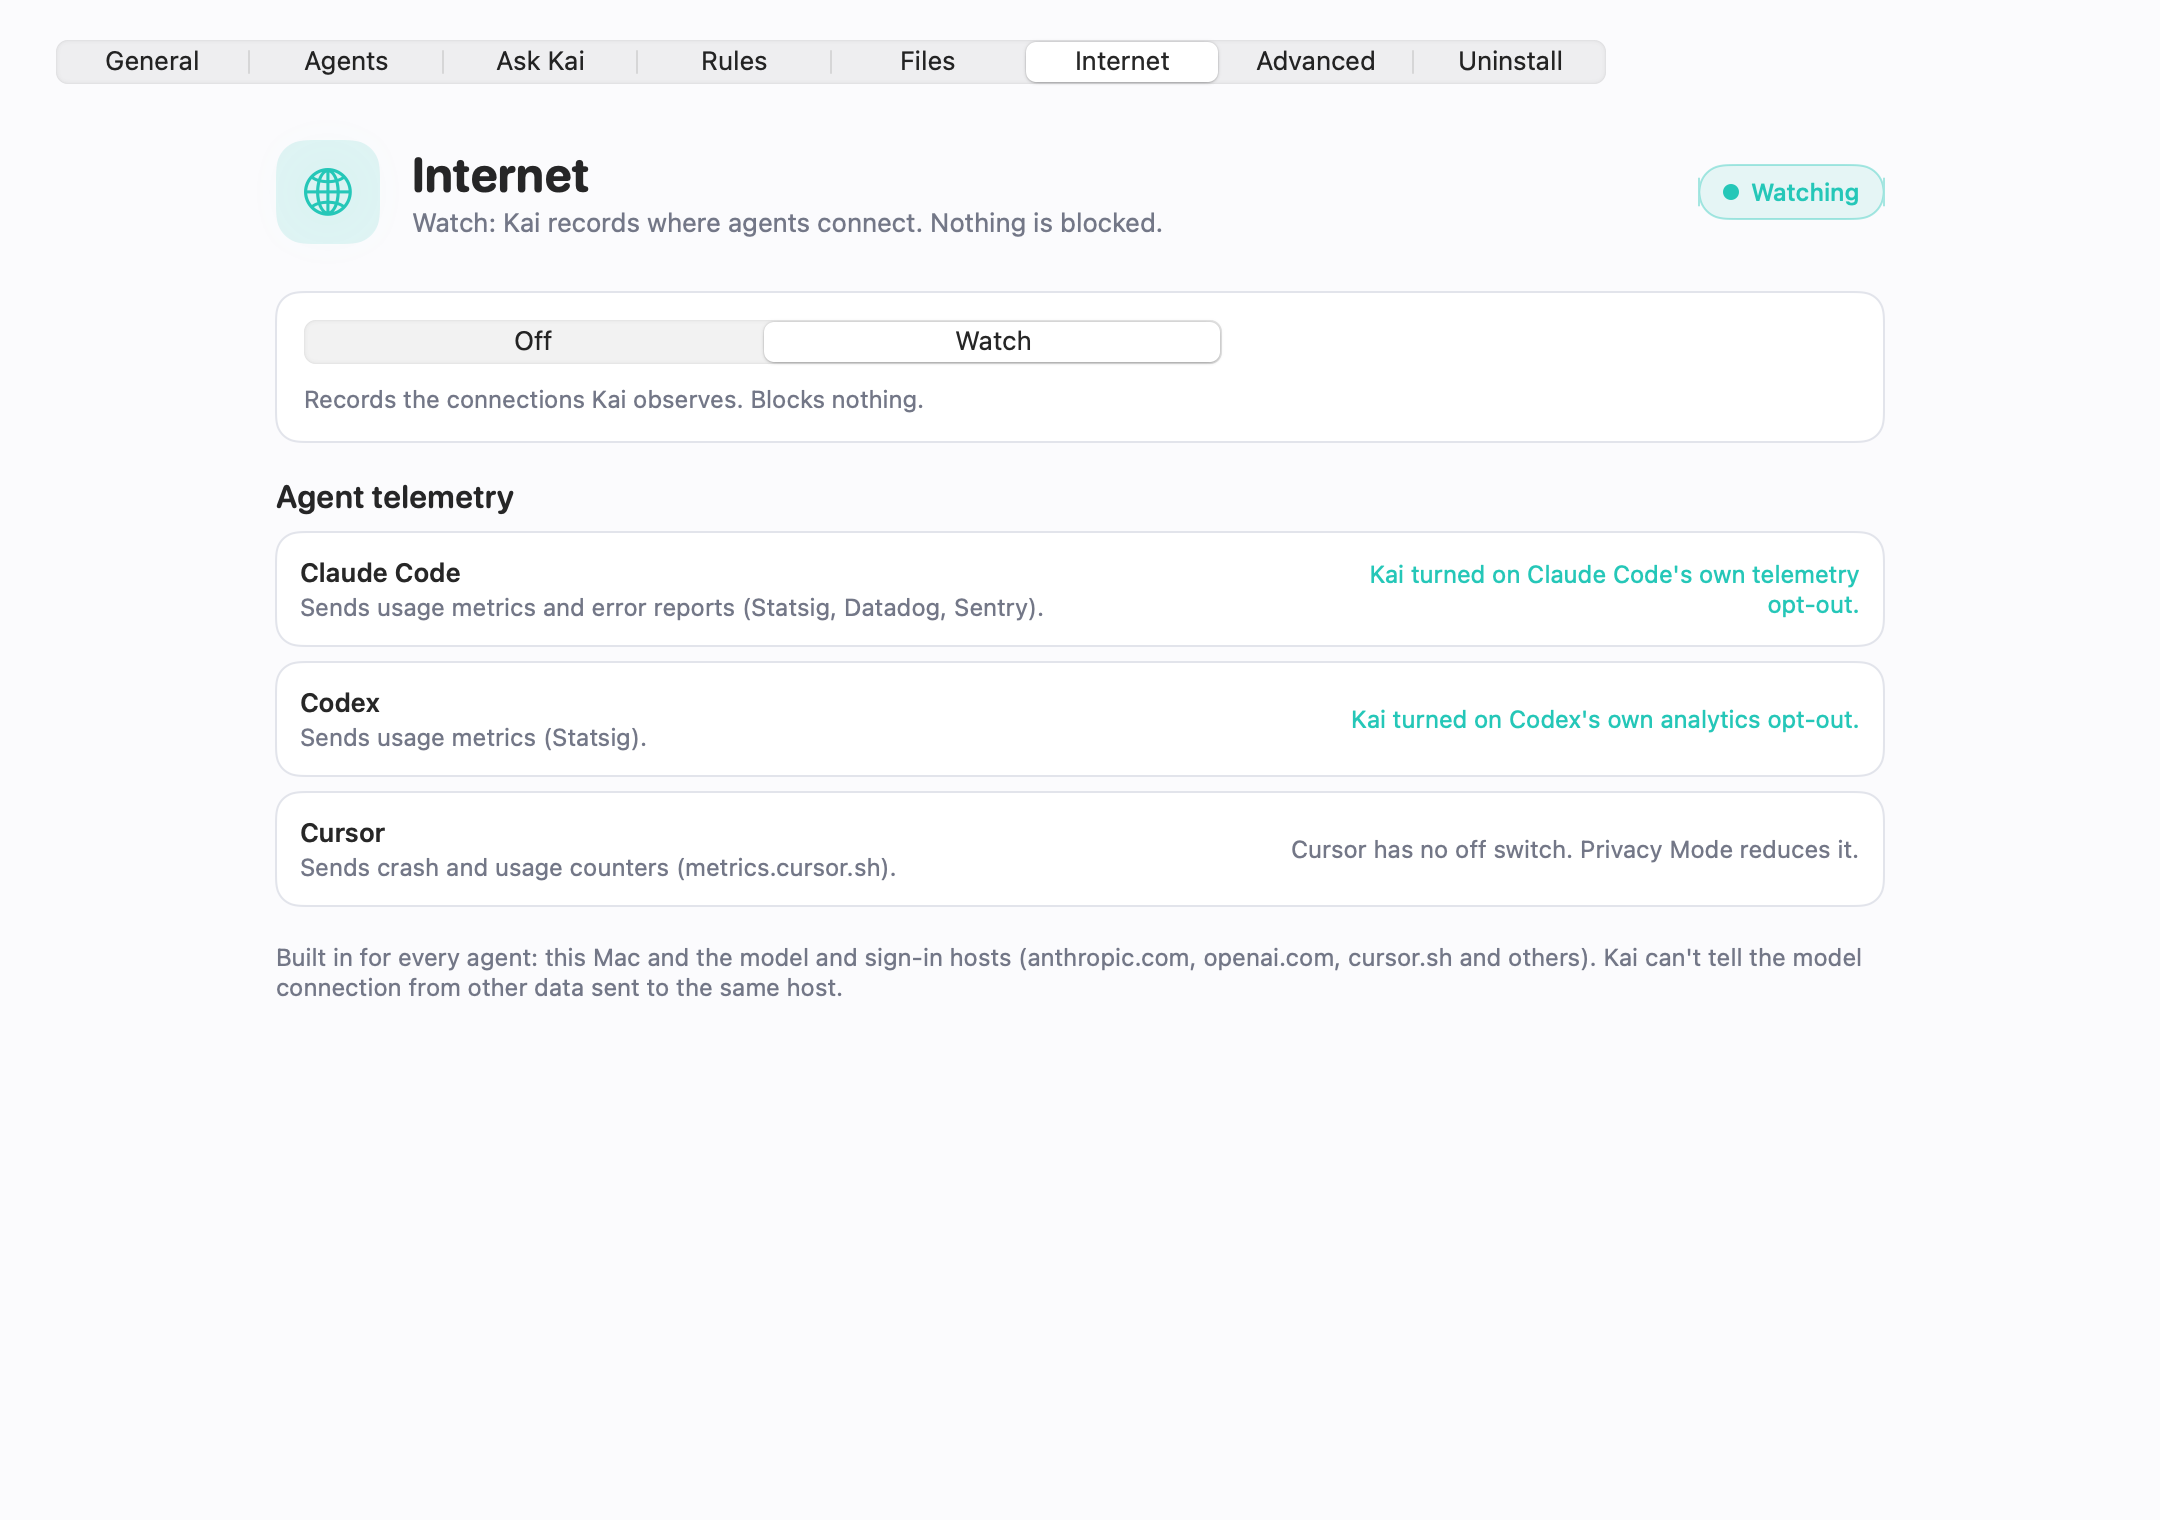 General
Agents
Ask Kai
Rules
Files
Internet
Advanced
Uninstall
Internet
Watch: Kai records where agents connect. Nothing is blocked.
Watching
Off
Watch
Records the connections Kai observes. Blocks nothing.
Agent telemetry
Claude Code
Sends usage metrics and error reports (Statsig, Datadog, Sentry).
Kai turned on Claude Code's own telemetry
opt-out.
Codex
Sends usage metrics (Statsig).
Kai turned on Codex's own analytics opt-out.
Cursor
Sends crash and usage counters (metrics.cursor.sh).
Cursor has no off switch. Privacy Mode reduces it.
Built in for every agent: this Mac and the model and sign-in hosts (anthropic.com, openai.com, cursor.sh and others). Kai can't tell the model
connection from other data sent to the same host.